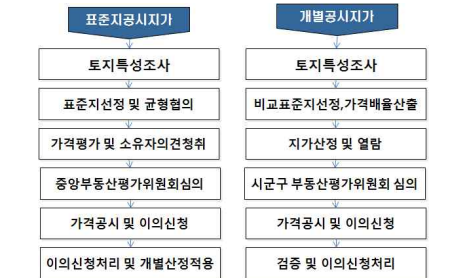 표준지공시지가
토지특성조사
표준지선정 및 균형협의
가격평가 및 소유자의견청취
중앙부동산평가위원회심의
가격공시 및 이의신청
이의신청처리 및 개별산정적용
개별공시지가
토지특성조사
비교표준지선정,가격배율산출
지가산정 및 열람
시군구 부동산평가위원회 심의
가격공시 및 이의신청
검증 및 이의신청처리